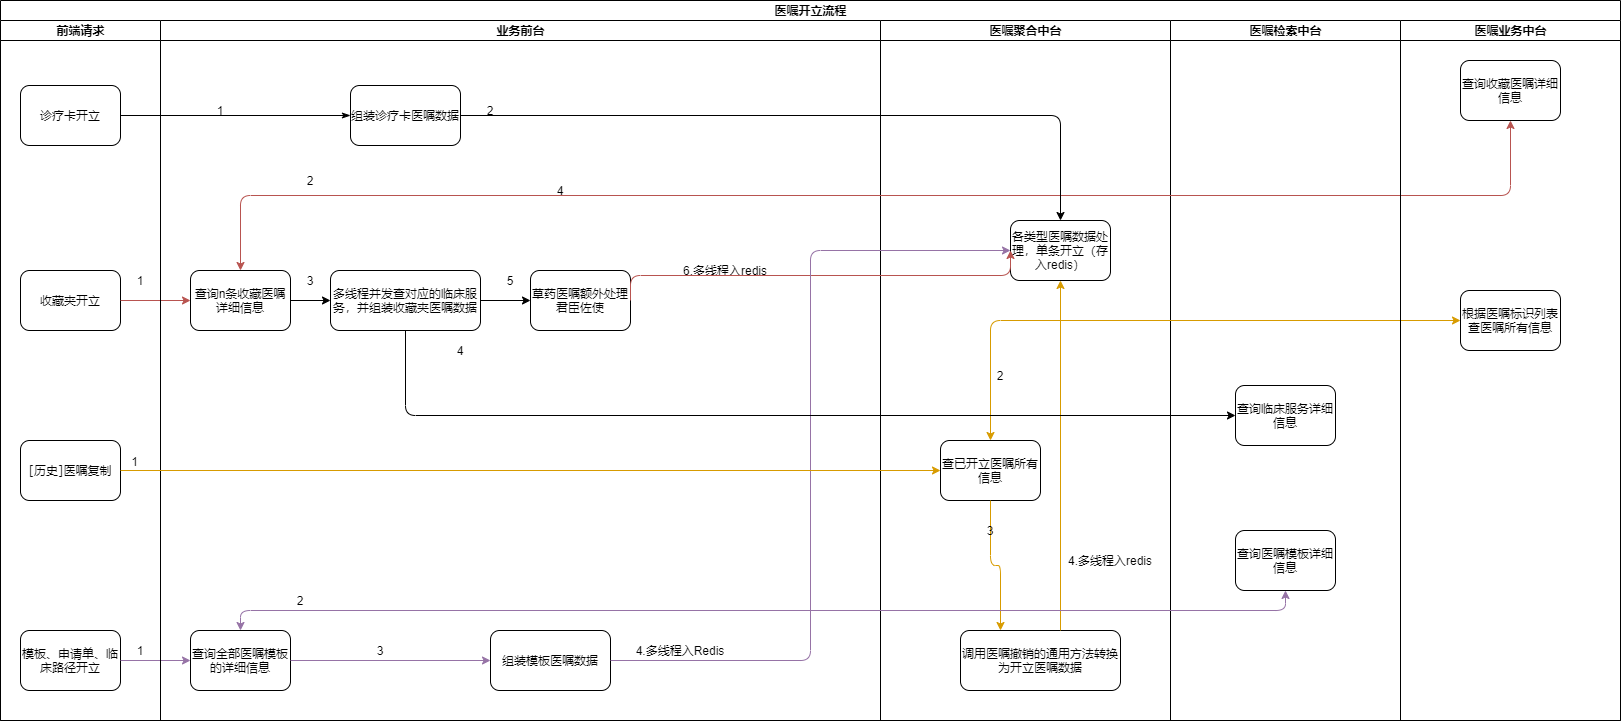 医嘱开立流程
前端请求
业务前台
医嘱聚合中台
医嘱检索中台
医嘱业务中台
诊疗卡开立
1
组装诊疗卡医嘱数据
2
查询收藏医嘱详细
信息
2
4
各类型医嘱数据处
理，单条开立（存
入redis）
收藏夹开立
1
查询n条收藏医嘱
详细信息
3
多线程并发查对应的临床服
务，并组装收藏夹医嘱数据
5
草药医嘱额外处理
君臣佐使
6.多线程入redis
根据医嘱标识列表
查医嘱所有信息
4
2
查询临床服务详细
信息
[历史]医嘱复制
1
查已开立医嘱所有
信息
3
4.多线程入redis
查询医嘱模板详细
信息
2
模板、申请单、临
床路径开立
1
查询全部医嘱模板
的详细信息
3
组装模板医嘱数据
4.多线程入Redis
调用医嘱撤销的通用方法转换
为开立医嘱数据